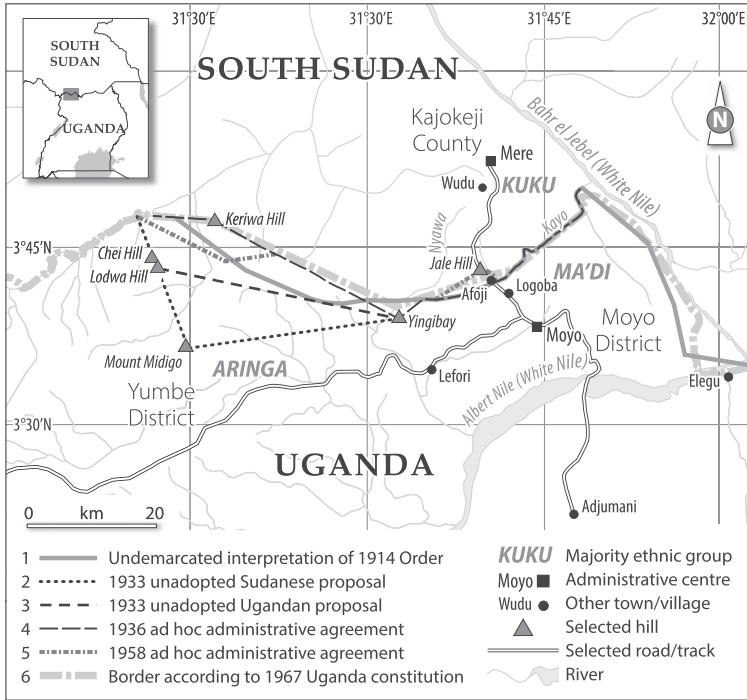 31°30'E
31°30'E
31°45'E
32°00'E
SOUTH
SUDAN
UGANDA
SOUTH SUDAN
N
Kajokeji
County
Mere
Wudu
KUKU
Bahr el Jebel (White Nile)
Keriwa Hill
Nyawa
Kayo
3°45'N
3°45'N
Chei Hill
Lodwa Hill
Jale Hill
MA'DI
Aföji
Logoba
Yingibay
Moyo
Moyo
District
Mount Midigo
ARINGA
Lefori
Albert Nile (White Nile)
Elegu
Yumbe
District
3°30'N
3°30'N
UGANDA
Adjumani
0 km 20
1 Undemarcated interpretation of 1914 Order
2 1933 unadopted Sudanese proposal
3 1933 unadopted Ugandan proposal
4 1936 ad hoc administrative agreement
5 1958 ad hoc administrative agreement
6 Border according to 1967 Uganda constitution
KUKU Majority ethnic group
Moyo Administrative centre
Wudu Other town/village
Selected hill
Selected road/track
River